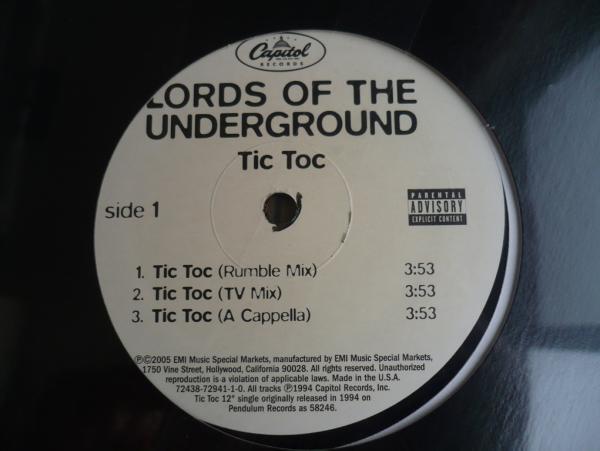 Capitol
RECORDS
LORDS OF THE
UNDERGROUND
Tic Toc
side 1
PARENTAL
ADVISORY
EXPLICIT CONTENT
1. Tic Toc (Rumble Mix) 3:53
2. Tic Toc (TV Mix) 3:53
3. Tic Toc (A Cappella) 3:53
℗©2005 EMI Music Special Markets, manufactured by EMI Music Special Markets,
1750 Vine Street, Hollywood, California 90028. All rights reserved. Unauthorized
reproduction is a violation of applicable laws. Made in the U.S.A.
72438-72941-1-0. All tracks ℗1994 Capitol Records, Inc.
Tic Toc 12" single originally released in 1994 on
Pendulum Records as 58246.